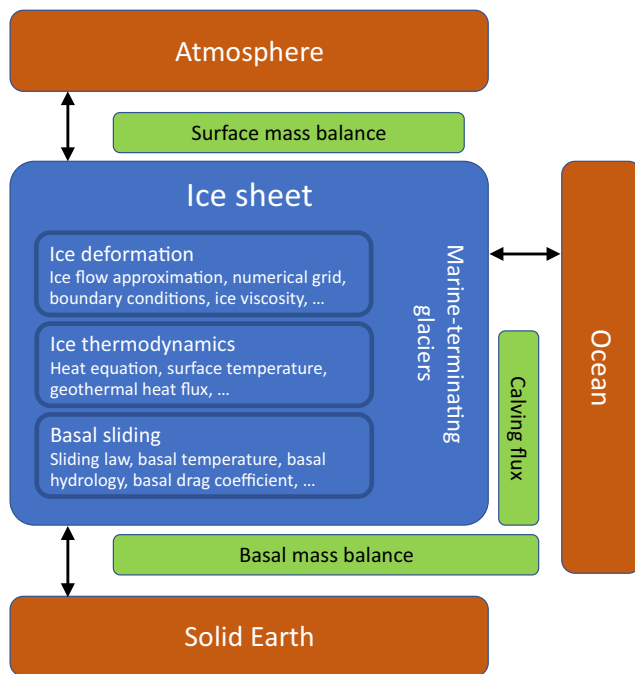 Atmosphere
Surface mass balance
Ice sheet
Ice deformation
Ice flow approximation, numerical grid,
boundary conditions, ice viscosity, ...
Ice thermodynamics
Heat equation, surface temperature,
geothermal heat flux, ...
Basal sliding
Sliding law, basal temperature, basal
hydrology, basal drag coefficient, ...
Marine-terminating
glaciers
Calving flux
Ocean
Basal mass balance
Solid Earth